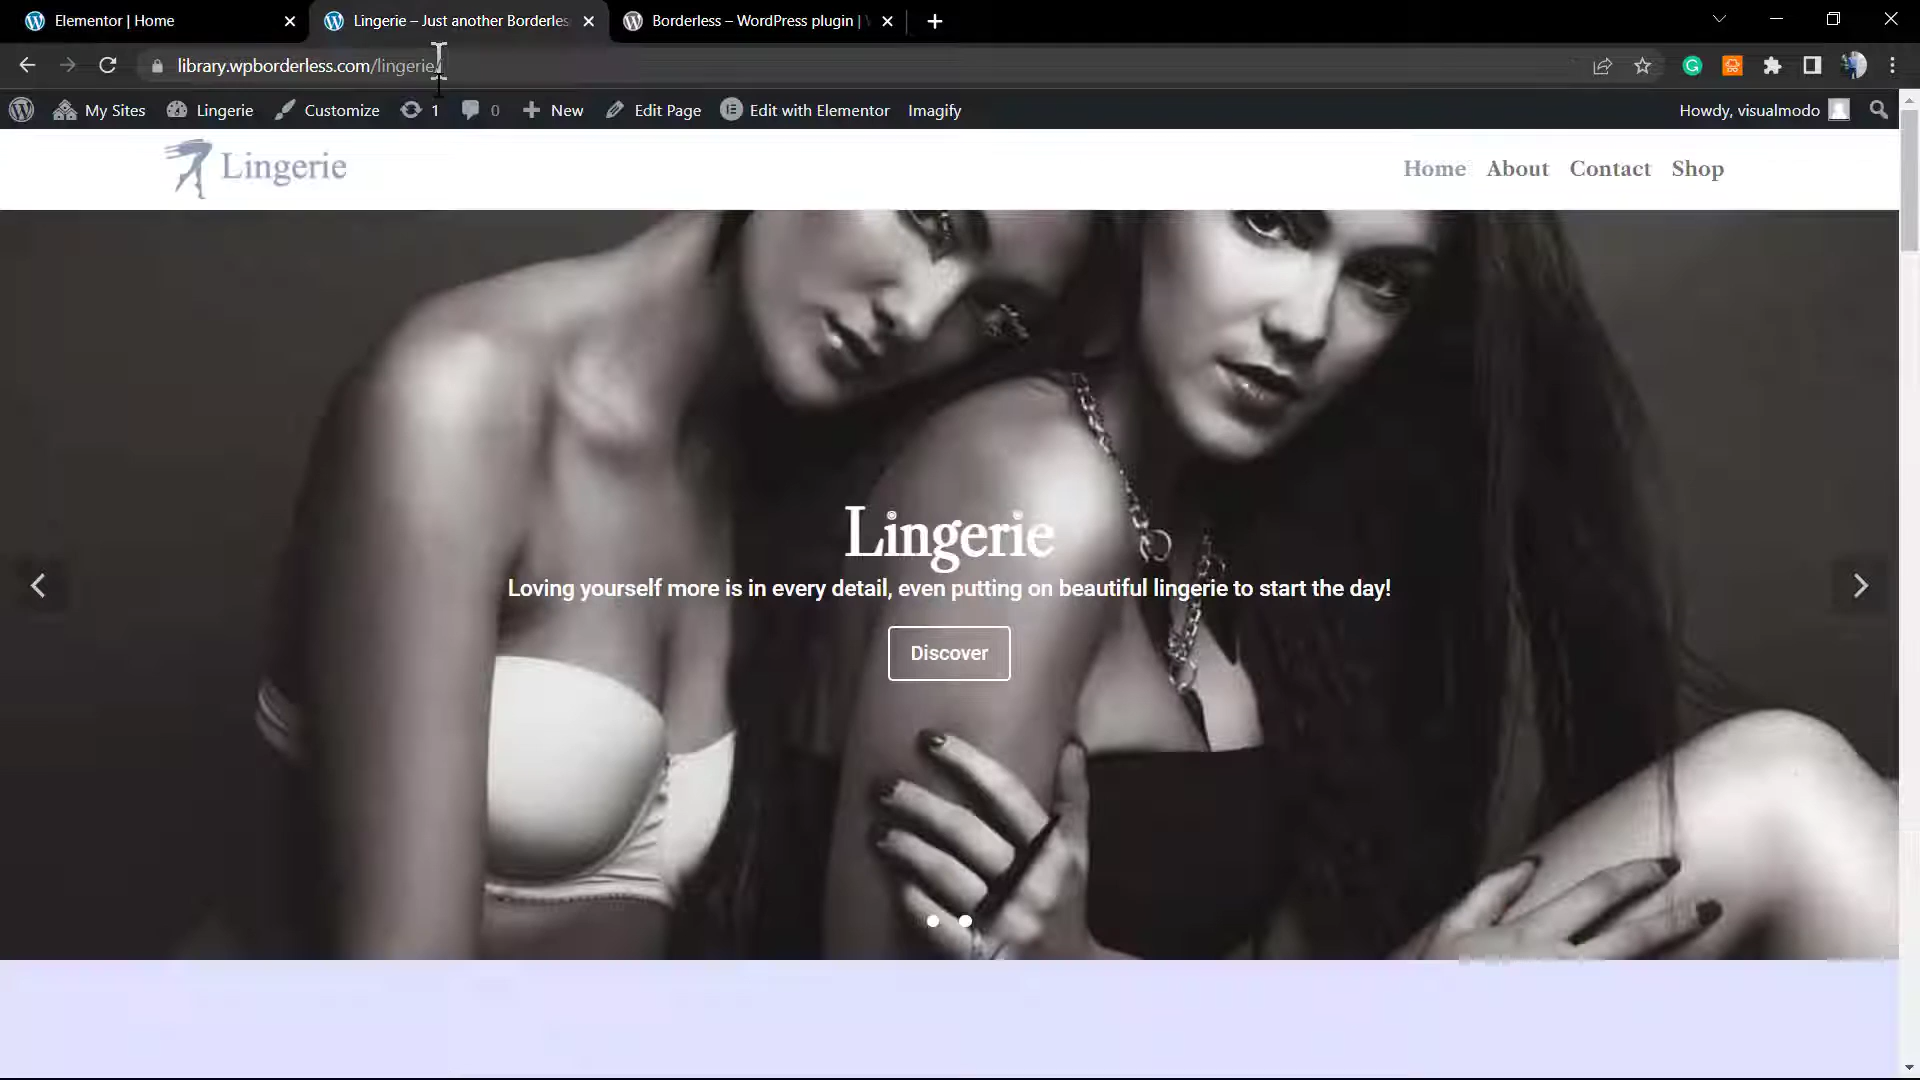 Elementor | Home
Lingerie – Just another Borderles
Borderless – WordPress plugin |
library.wpborderless.com/lingerie/
My Sites
Lingerie
Customize
1
0
New
Edit Page
Edit with Elementor
Imagify
Howdy, visualmodo
Lingerie
Home
About
Contact
Shop
Lingerie
Loving yourself more is in every detail, even putting on beautiful lingerie to start the day!
Discover